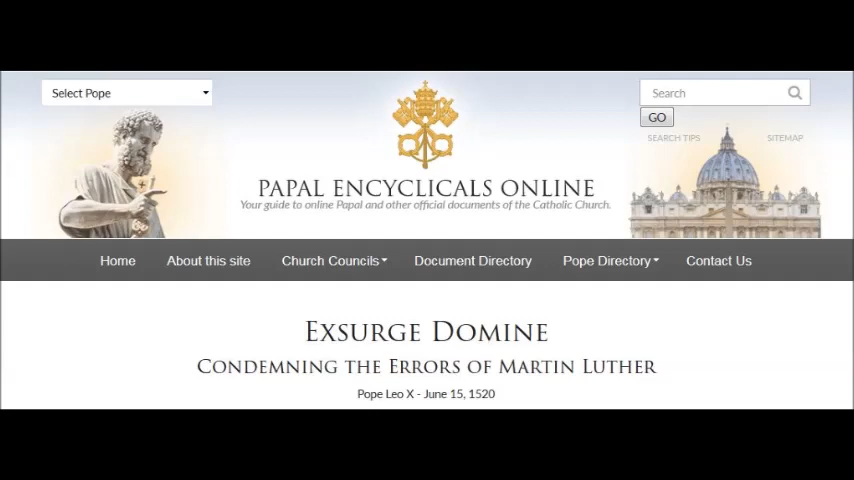 Select Pope
Search
GO
SEARCH TIPS SITEMAP
PAPAL ENCYCLICALS ONLINE
Your guide to online Papal and other official documents of the Catholic Church.
Home About this site Church Councils Document Directory Pope Directory Contact Us
EXSURGE DOMINE
CONDEMNING THE ERRORS OF MARTIN LUTHER
Pope Leo X - June 15, 1520